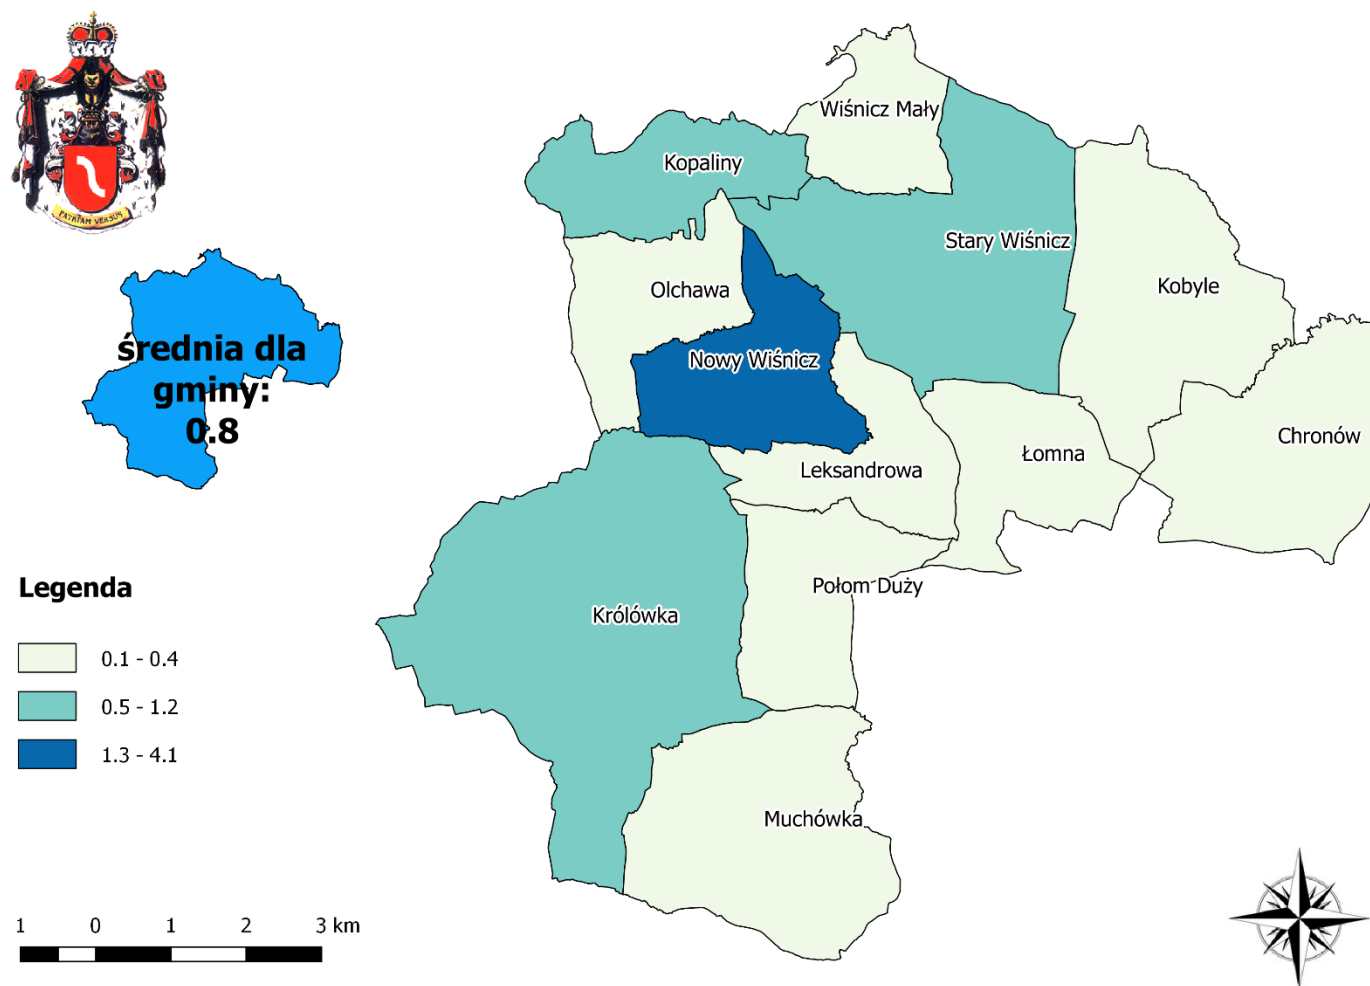 PATRIAM VERSUS
Wiśnicz Mały
Kopaliny
Stary Wiśnicz
Kobyle
Olchawa
Nowy Wiśnicz
średnia dla
gminy:
0.8
Chronów
Łomna
Leksandrowa
Połom Duży
Królówka
Muchówka
Legenda
0.1 - 0.4
0.5 - 1.2
1.3 - 4.1
1 0 1 2 3 km